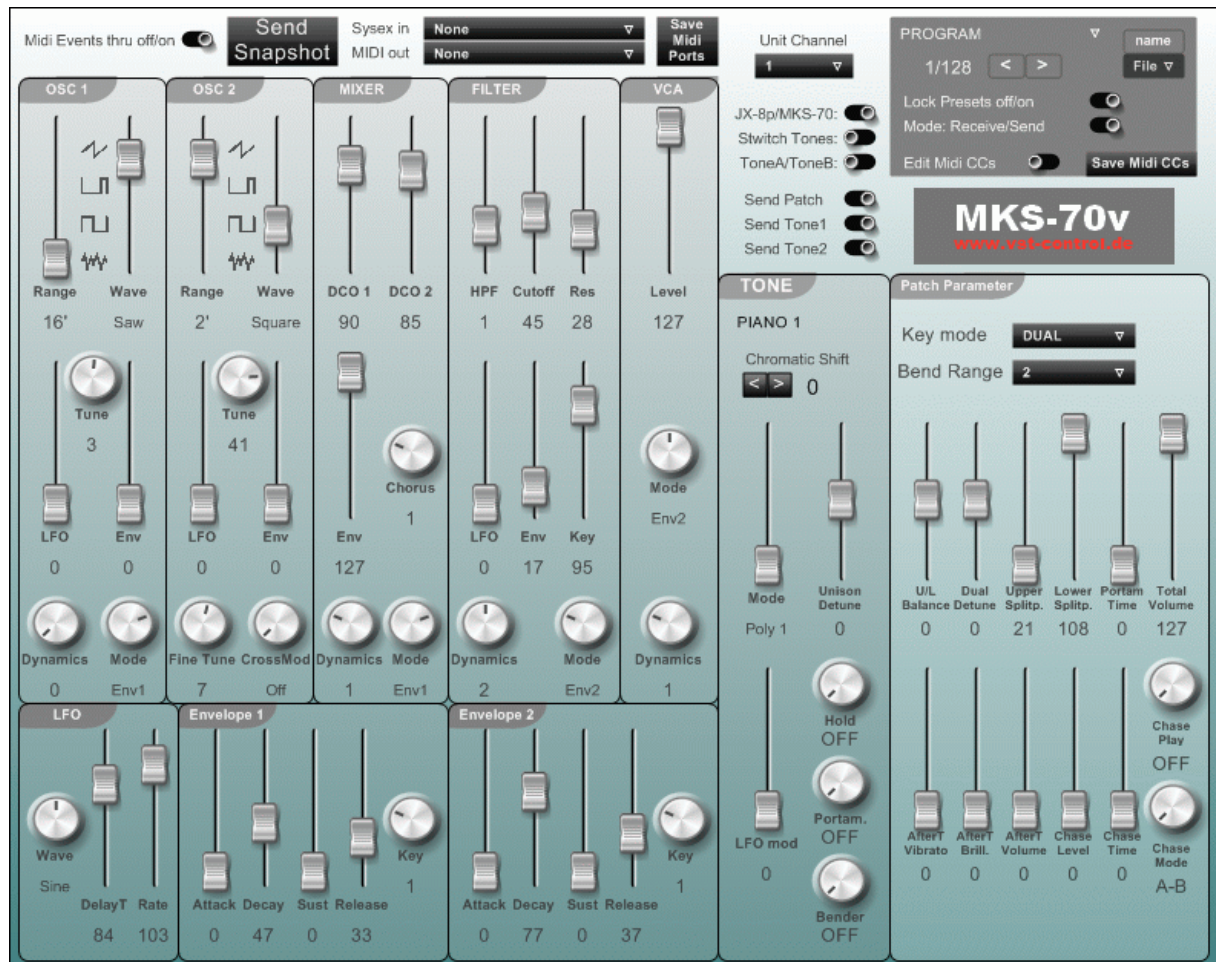 Midi Events thru off/on
Send Snapshot
Sysex in None
MIDI out None
Save Midi Ports
Unit Channel
1
PROGRAM
name
1/128 < >
File
Lock Presets off/on
Mode: Receive/Send
Edit Midi CCs
Save Midi CCs
JX-8p/MKS-70:
Stwitch Tones:
ToneA/ToneB:
Send Patch
Send Tone1
Send Tone2
MKS-70v
www.vst-control.de
OSC 1
Range Wave
16' Saw
Tune
3
LFO Env
0 0
Dynamics Mode
0 Env1
OSC 2
Range Wave
2' Square
Tune
41
LFO Env
0 0
Fine Tune CrossMod
7 Off
MIXER
DCO 1 DCO 2
90 85
Chorus
1
Env
127
Dynamics Mode
1 Env1
FILTER
HPF Cutoff Res
1 45 28
LFO Env Key
0 17 95
Dynamics Mode
2 Env2
VCA
Level
127
Mode
Env2
Dynamics
1
LFO
Wave
Sine
DelayT Rate
84 103
Envelope 1
Key
1
Attack Decay Sust Release
0 47 0 33
Envelope 2
Key
1
Attack Decay Sust Release
0 77 0 37
TONE
PIANO 1
Chromatic Shift
< > 0
Mode
Poly 1
Unison Detune
0
Hold
OFF
LFO mod
0
Portam.
OFF
Bender
OFF
Patch Parameter
Key mode DUAL
Bend Range 2
U/L Balance
Dual Detune
Upper Splitp.
Lower Splitp.
Portam Time
Total Volume
0 0 21 108 0 127
Chase Play
OFF
AfterT Vibrato
AfterT Brill.
AfterT Volume
Chase Level
Chase Time
Chase Mode
0 0 0 0 0
A-B